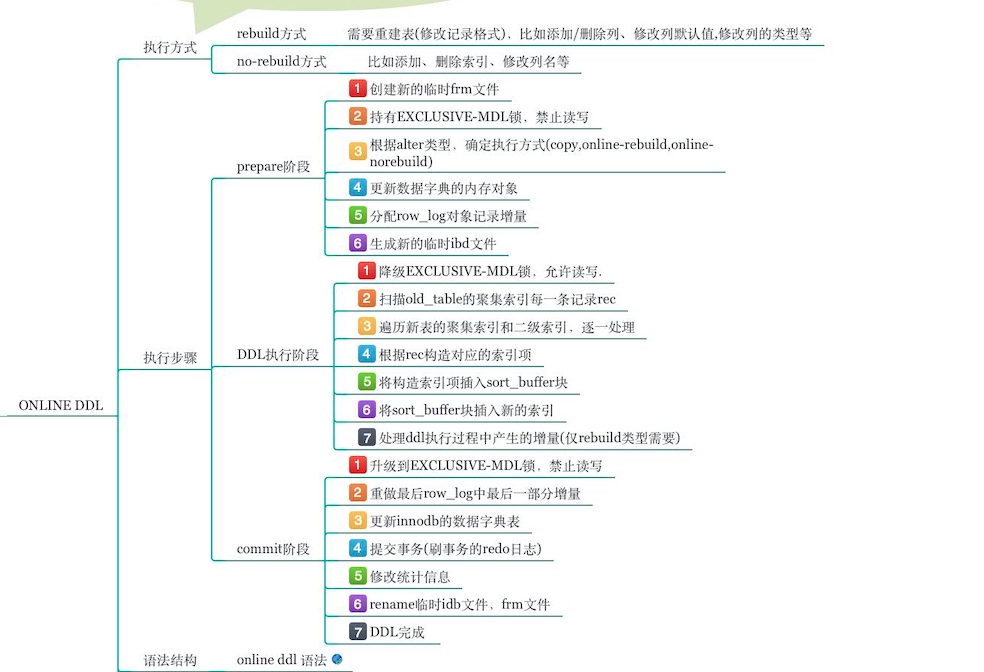 ONLINE DDL
执行方式
rebuild方式
需要重建表(修改记录格式)，比如添加/删除列、修改列默认值,修改列的类型等
no-rebuild方式
比如添加、删除索引、修改列名等
执行步骤
prepare阶段
1 创建新的临时frm文件
2 持有EXCLUSIVE-MDL锁，禁止读写
3 根据alter类型，确定执行方式(copy,online-rebuild,online-
norebuild)
4 更新数据字典的内存对象
5 分配row_log对象记录增量
6 生成新的临时ibd文件
DDL执行阶段
1 降级EXCLUSIVE-MDL锁，允许读写.
2 扫描old_table的聚集索引每一条记录rec
3 遍历新表的聚集索引和二级索引，逐一处理
4 根据rec构造对应的索引项
5 将构造索引项插入sort_buffer块
6 将sort_buffer块插入新的索引
7 处理ddl执行过程中产生的增量(仅rebuild类型需要)
commit阶段
1 升级到EXCLUSIVE-MDL锁，禁止读写
2 重做最后row_log中最后一部分增量
3 更新innodb的数据字典表
4 提交事务(刷事务的redo日志)
5 修改统计信息
6 rename临时idb文件，frm文件
7 DDL完成
语法结构
online ddl 语法